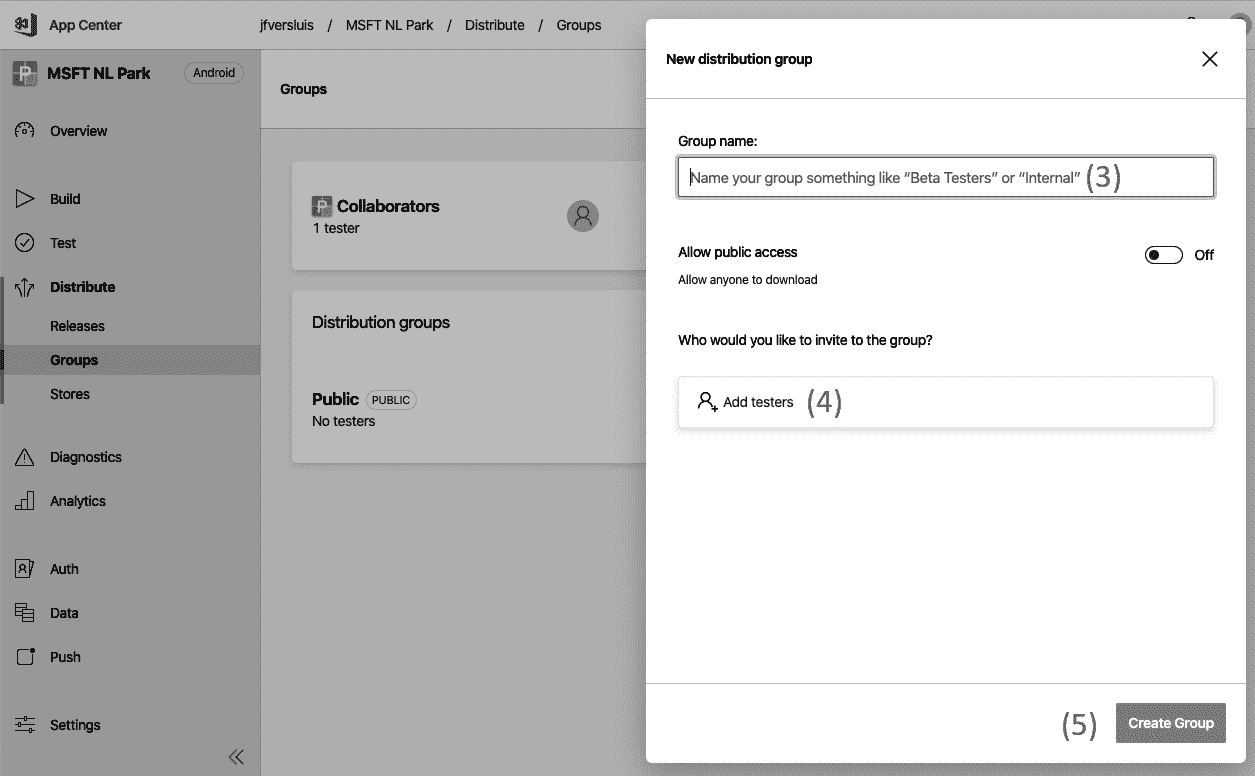 App Center
jfversluis / MSFT NL Park / Distribute / Groups
MSFT NL Park Android
Overview
Build
Test
Distribute
Releases
Groups
Stores
Diagnostics
Analytics
Auth
Data
Push
Settings
Groups
Collaborators
1 tester
Distribution groups
Public PUBLIC
No testers
New distribution group
Group name:
Name your group something like “Beta Testers” or “Internal” (3)
Allow public access
Off
Allow anyone to download
Who would you like to invite to the group?
Add testers (4)
(5) Create Group